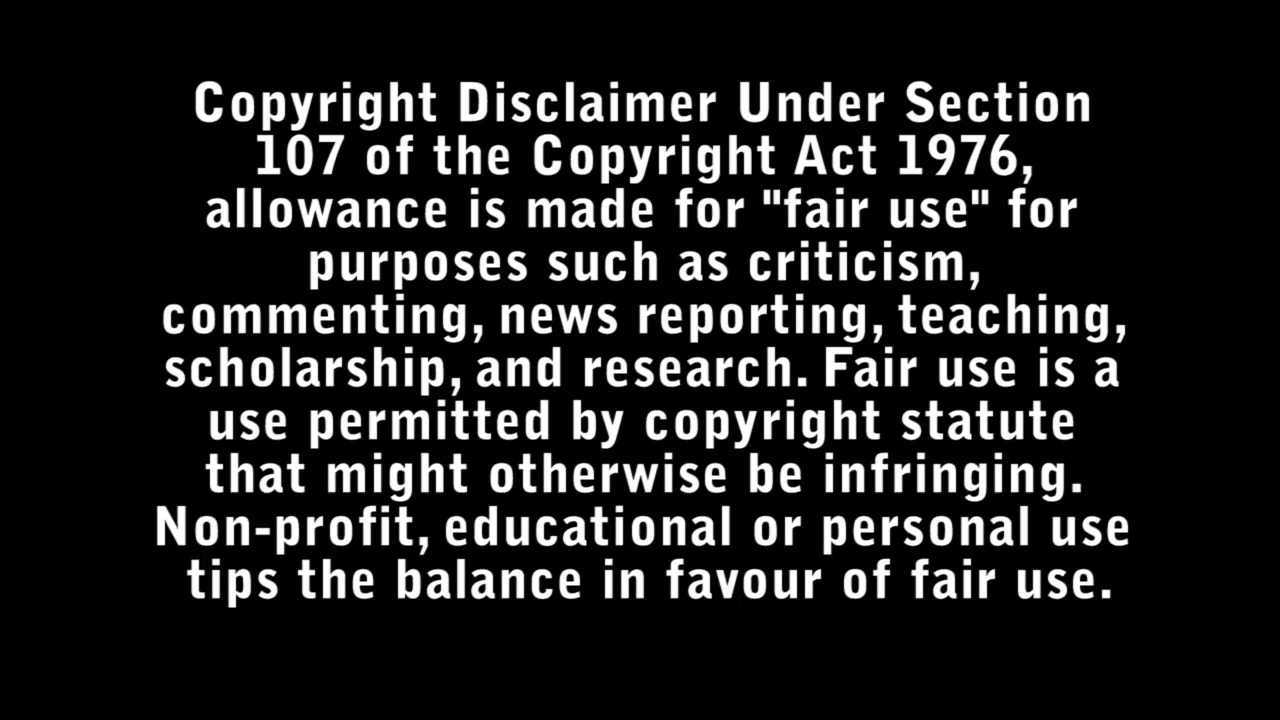 Copyright Disclaimer Under Section
107 of the Copyright Act 1976,
allowance is made for "fair use" for
purposes such as criticism,
commenting, news reporting, teaching,
scholarship, and research. Fair use is a
use permitted by copyright statute
that might otherwise be infringing.
Non-profit, educational or personal use
tips the balance in favour of fair use.